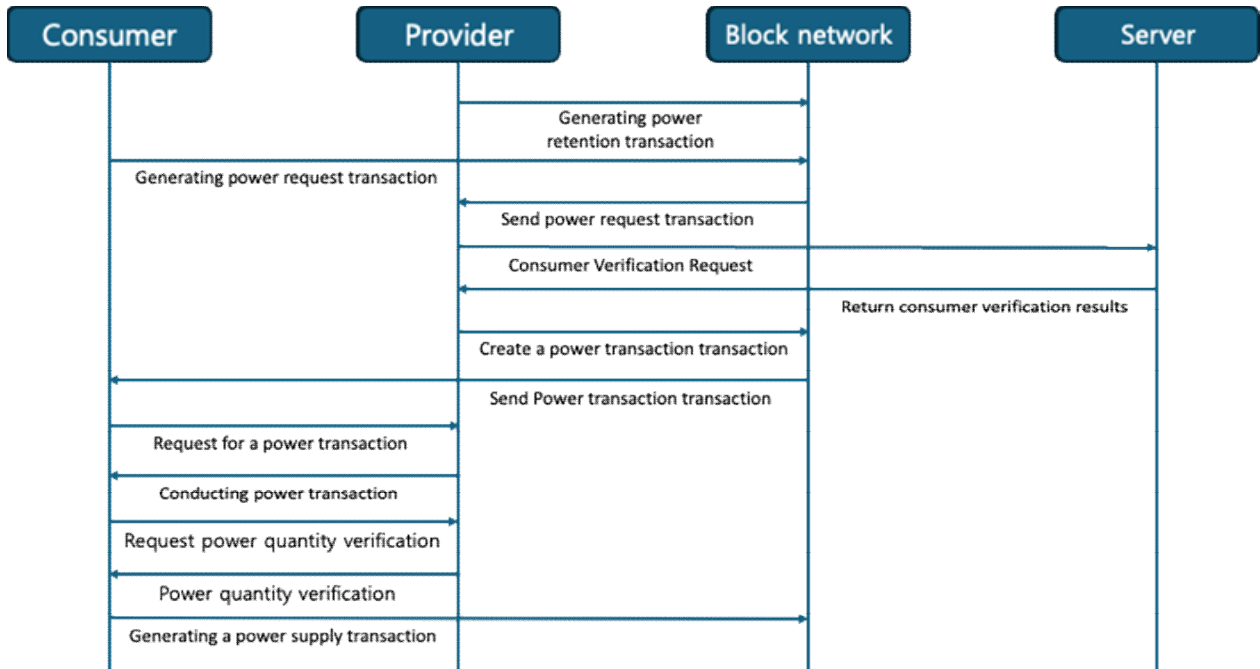 Consumer
Provider
Block network
Server
Generating power
retention transaction
Generating power request transaction
Send power request transaction
Consumer Verification Request
Return consumer verification results
Create a power transaction transaction
Send Power transaction transaction
Request for a power transaction
Conducting power transaction
Request power quantity verification
Power quantity verification
Generating a power supply transaction